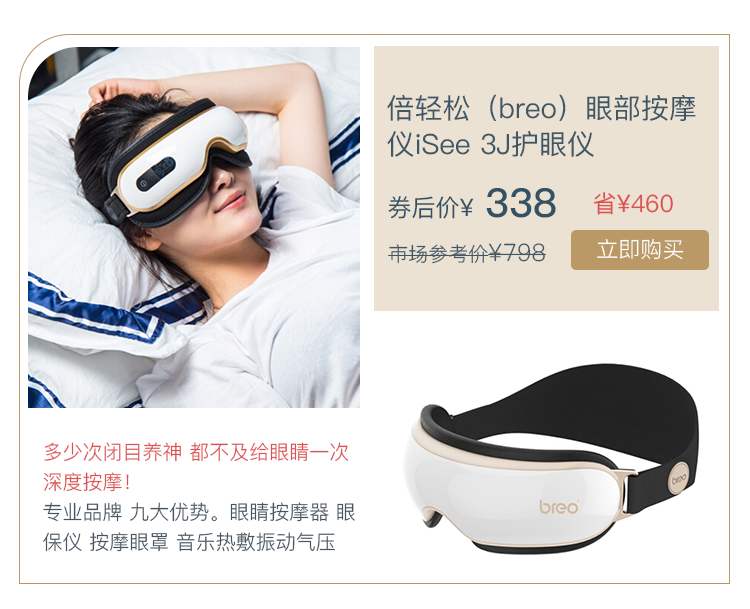 倍轻松（breo）眼部按摩
仪iSee 3J护眼仪
券后价¥ 338 省¥460
市场参考价¥798 立即购买
breo
breo
多少次闭目养神 都不及给眼睛一次
深度按摩！
专业品牌 九大优势。眼睛按摩器 眼
保仪 按摩眼罩 音乐热敷振动气压